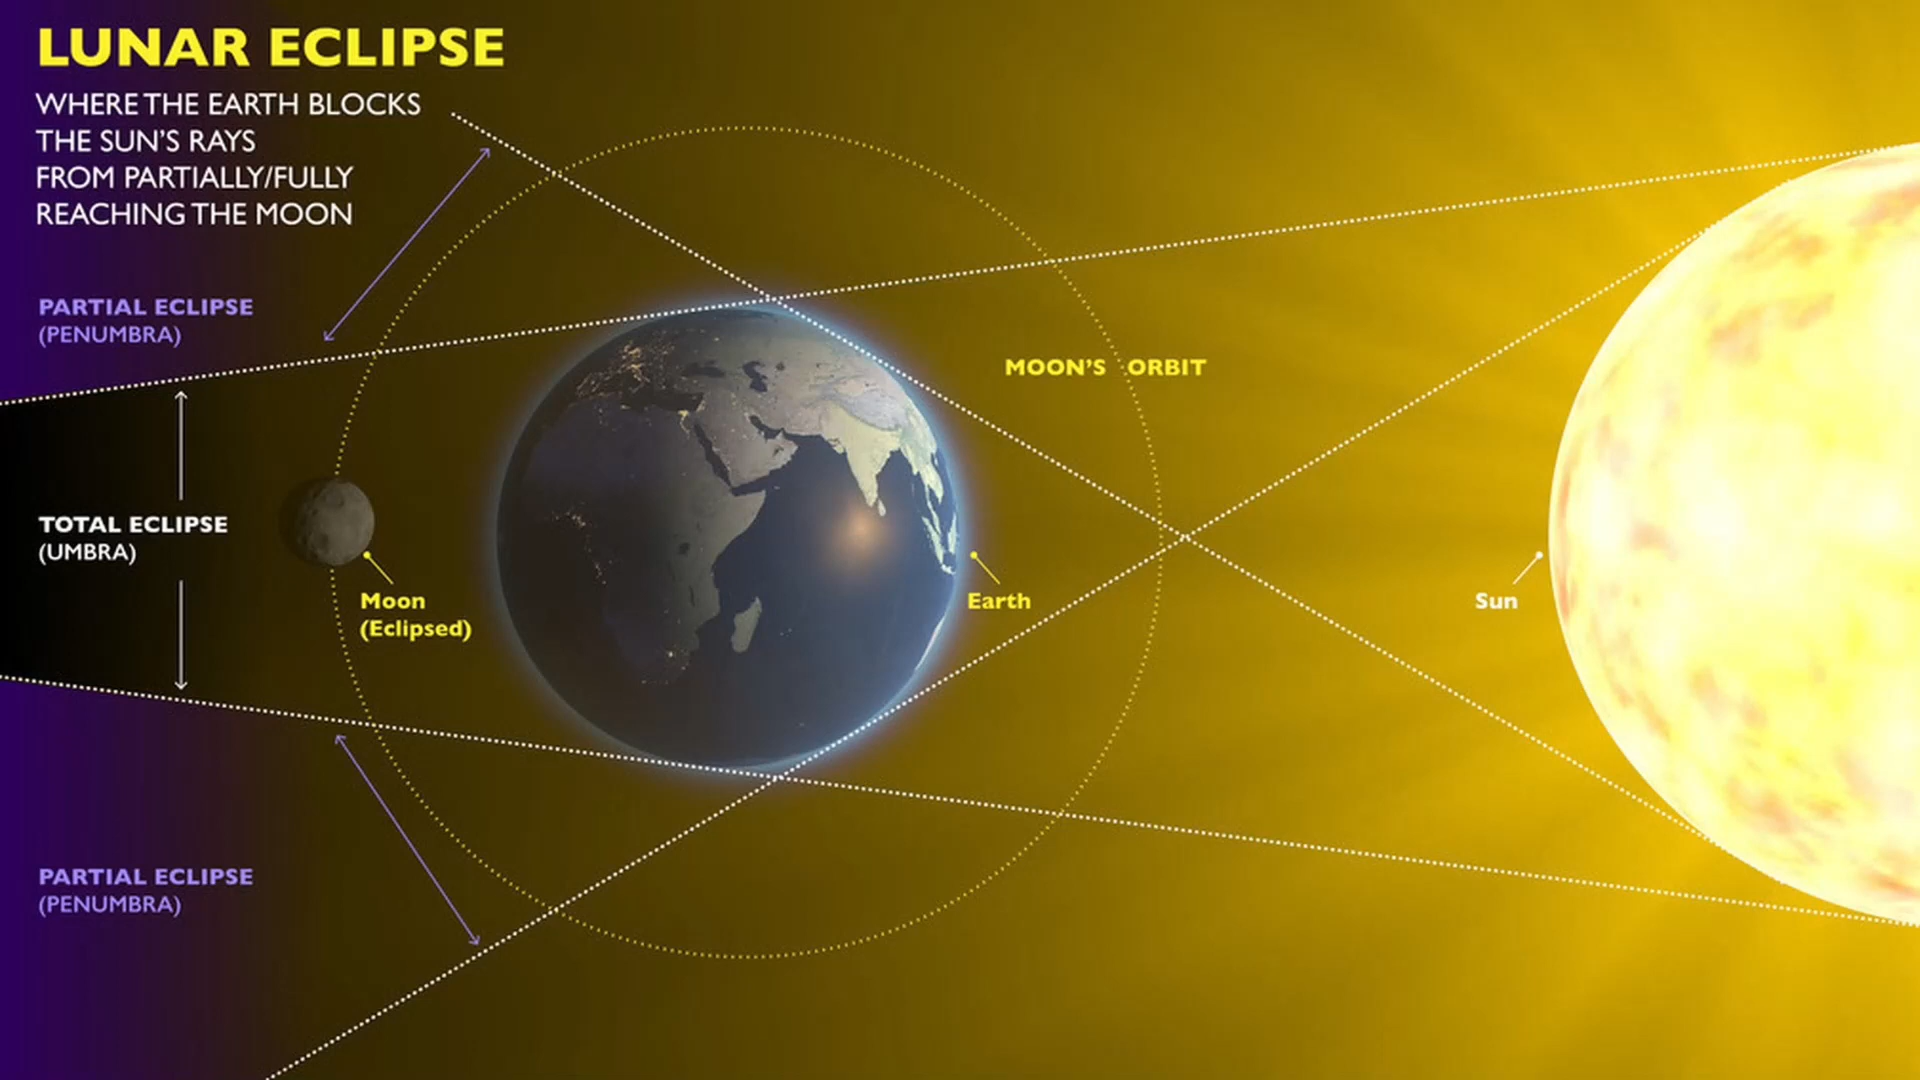 LUNAR ECLIPSE
WHERE THE EARTH BLOCKS
THE SUN'S RAYS
FROM PARTIALLY/FULLY
REACHING THE MOON
PARTIAL ECLIPSE
(PENUMBRA)
MOON'S ORBIT
TOTAL ECLIPSE
(UMBRA)
Moon
(Eclipsed)
Earth
Sun
PARTIAL ECLIPSE
(PENUMBRA)